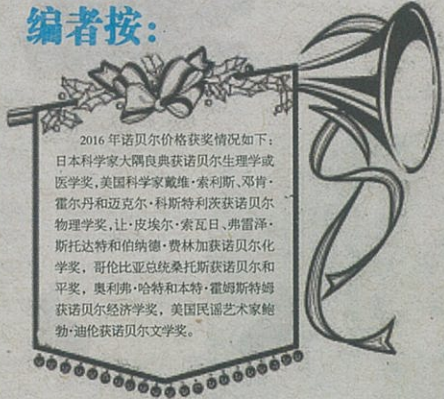 编者按:
2016 年诺贝尔价格获奖情况如下:
日本科学家大隅良典获诺贝尔生理学或
医学奖,美国科学家戴维·索利斯、邓肯·
霍尔丹和迈克尔·科斯特利茨获诺贝尔
物理学奖,让·皮埃尔·索瓦日、弗雷泽·
斯托达特和伯纳德·费林加获诺贝尔化
学奖，哥伦比亚总统桑托斯获诺贝尔和
平奖，奥利弗·哈特和本特·霍姆斯特姆
获诺贝尔经济学奖，美国民谣艺术家鲍
勃·迪伦获诺贝尔文学奖。